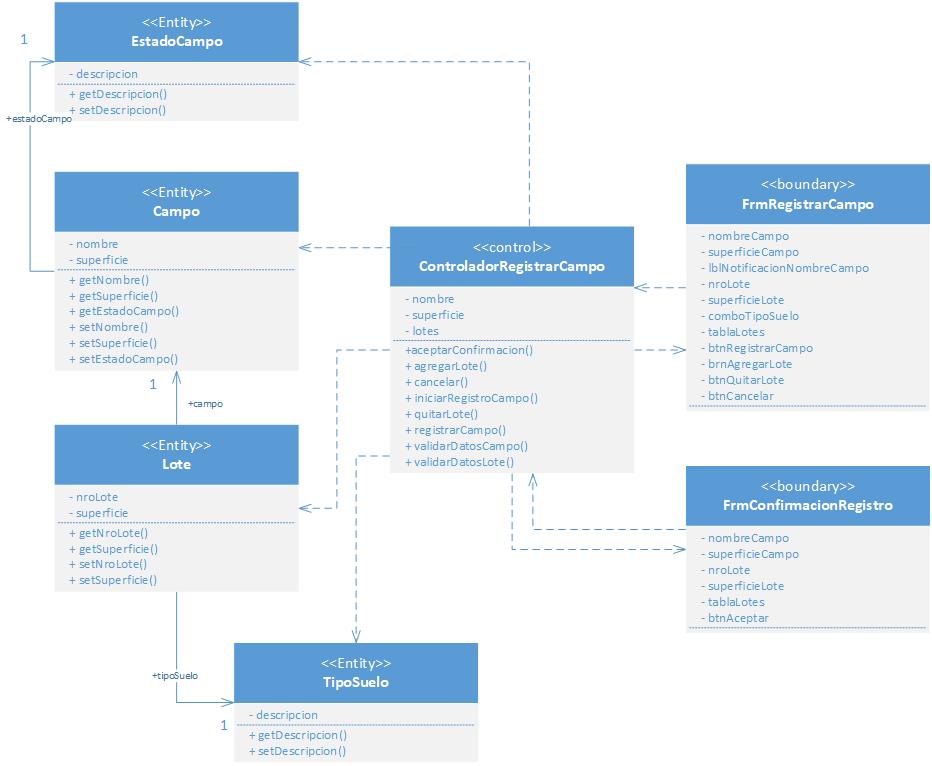 <<Entity>>
EstadoCampo
- descripcion
+ getDescripcion()
+ setDescripcion()
1
+estadoCampo
<<Entity>>
Campo
- nombre
- superficie
+ getNombre()
+ getSuperficie()
+ getEstadoCampo()
+ setNombre()
+ setSuperficie()
+ setEstadoCampo()
1
+campo
<<Entity>>
Lote
- nroLote
- superficie
+ getNroLote()
+ getSuperficie()
+ setNroLote()
+ setSuperficie()
+tipoSuelo
1
<<Entity>>
TipoSuelo
- descripcion
+ getDescripcion()
+ setDescripcion()
<<control>>
ControladorRegistrarCampo
- nombre
- superficie
- lotes
+aceptarConfirmacion()
+ agregarLote()
+ cancelar()
+ iniciarRegistroCampo()
+ quitarLote()
+ registrarCampo()
+ validarDatosCampo()
+ validarDatosLote()
<<boundary>>
FrmRegistrarCampo
- nombreCampo
- superficieCampo
- lblNotificacionNombreCampo
- nroLote
- superficieLote
- comboTipoSuelo
- tablaLotes
- btnRegistrarCampo
- brnAgregarLote
- btnQuitarLote
- btnCancelar
<<boundary>>
FrmConfirmacionRegistro
- nombreCampo
- superficieCampo
- nroLote
- superficieLote
- tablaLotes
- btnAceptar